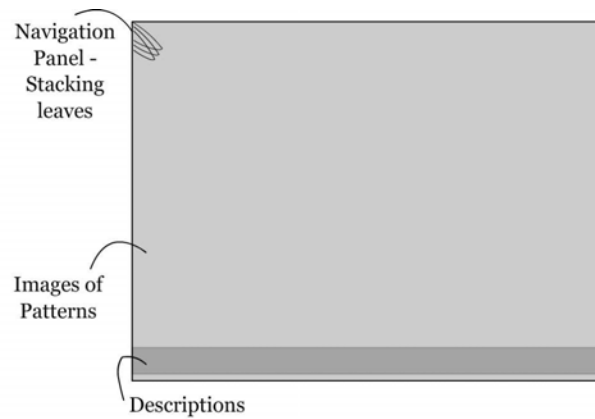 Navigation
Panel -
Stacking
leaves
Images of
Patterns
Descriptions